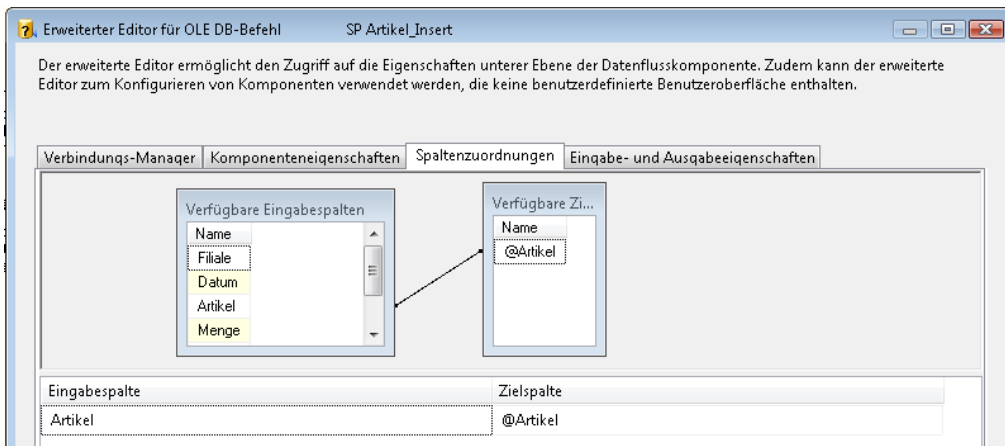 Erweiterter Editor für OLE DB-Befehl SP Artikel_Insert
Der erweiterte Editor ermöglicht den Zugriff auf die Eigenschaften unterer Ebene der Datenflusskomponente. Zudem kann der erweiterte
Editor zum Konfigurieren von Komponenten verwendet werden, die keine benutzerdefinierte Benutzeroberfläche enthalten.
Verbindungs-Manager Komponenteneigenschaften Spaltenzuordnungen Eingabe- und Ausgabeeigenschaften
Verfügbare Eingabespalten
Name
Filiale
Datum
Artikel
Menge
Verfügbare Zi...
Name
@Artikel
Eingabespalte Zielspalte
Artikel @Artikel